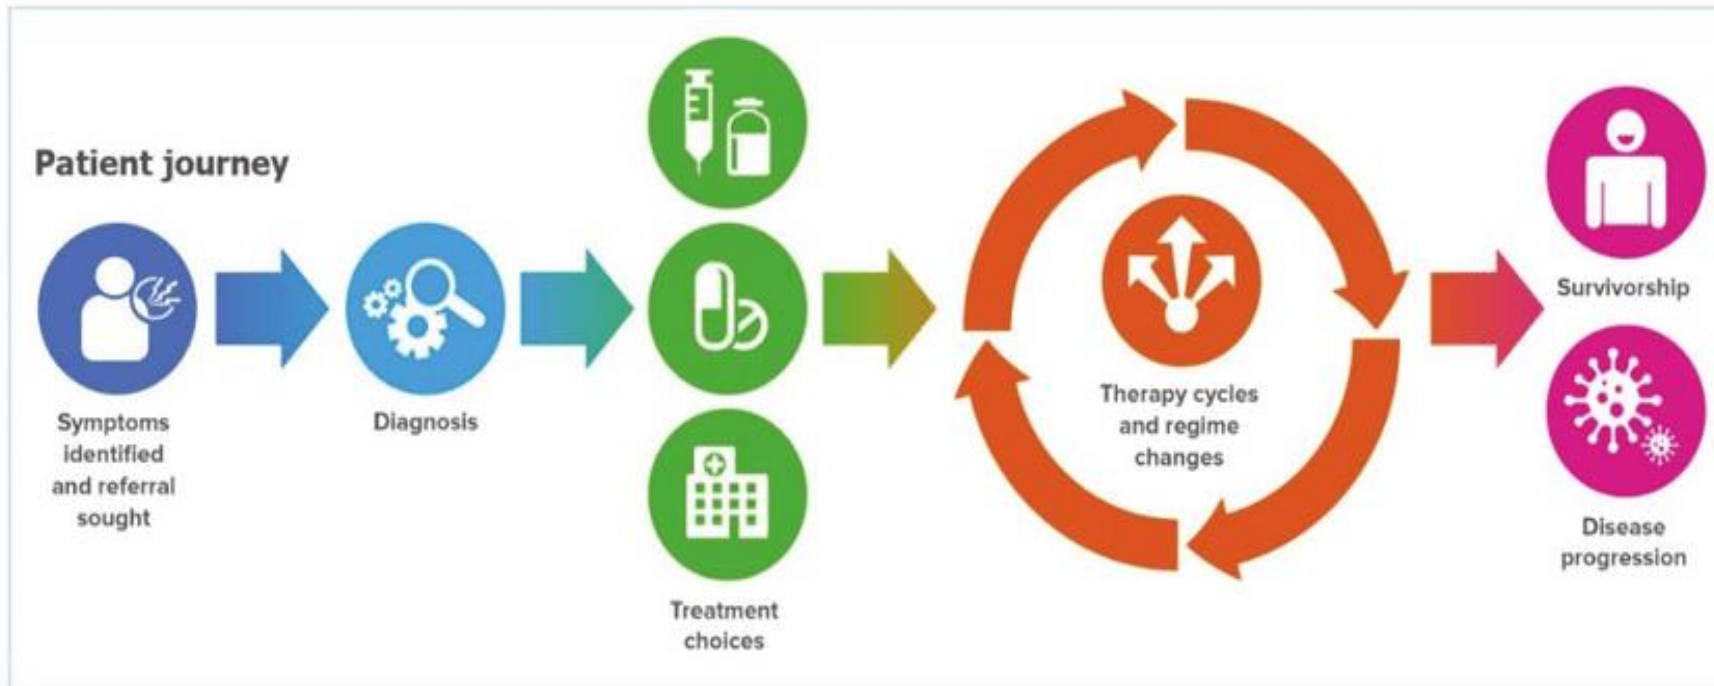 Patient journey
Symptoms
identified
and referral
sought
Diagnosis
Treatment
choices
Therapy cycles
and regime
changes
Survivorship
Disease
progression